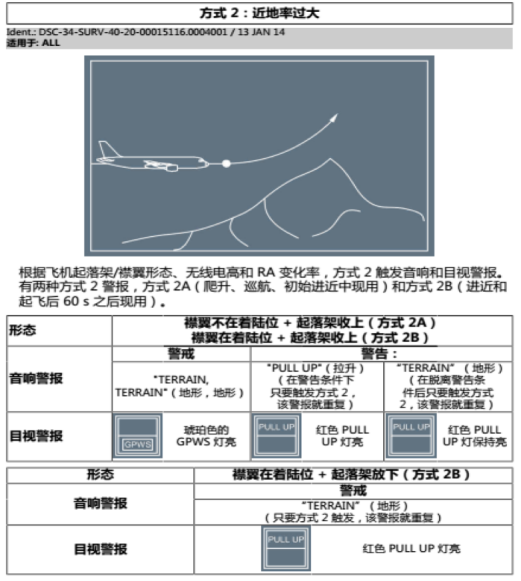 方式 2：近地率过大
Ident.: DSC-34-SURV-40-20-00015116.0004001 / 13 JAN 14
适用于: ALL
根据飞机起落架/襟翼形态、无线电高和 RA 变化率，方式 2 触发音响和目视警报。
有两种方式 2 警报，方式 2A（爬升、巡航、初始进近中现用）和方式 2B（进近和
起飞后 60 s 之后现用）。
形态
襟翼不在着陆位 + 起落架收上（方式 2A）
襟翼在着陆位 + 起落架收上（方式 2B）
音响警报
警戒
警告：
"TERRAIN,
TERRAIN"（地形，地形）
"PULL UP"（拉升）
（在警告条件下
只要触发方式 2，
该警报就重复）
"TERRAIN" （地形）
（在脱离警告条
件后只要触发方式
2，该警报就重复）
目视警报
GPWS
琥珀色的
GPWS 灯亮
PULL UP
红色 PULL
UP 灯亮
PULL UP
红色 PULL
UP 灯保持亮
形态
襟翼在着陆位 + 起落架放下（方式 2B）
音响警报
警戒
"TERRAIN" （地形）
（只要方式 2 触发，该警报就重复）
目视警报
PULL UP
红色 PULL UP 灯亮